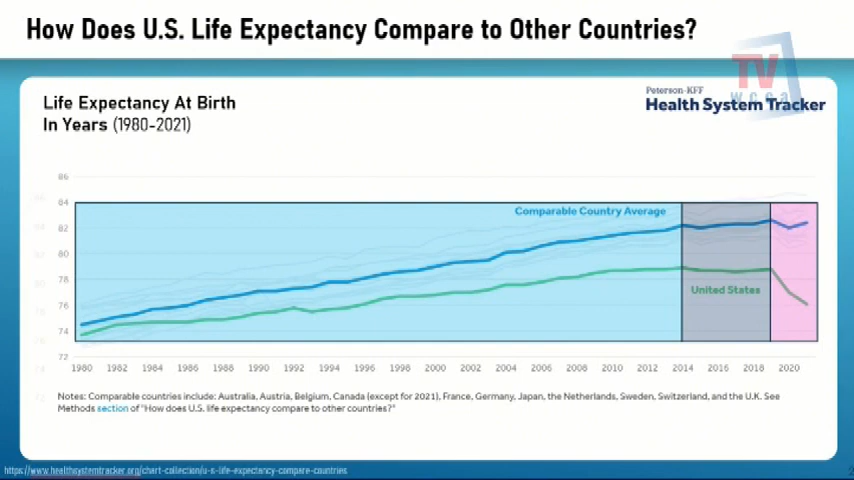 How Does U.S. Life Expectancy Compare to Other Countries?
TV
wcca
Peterson-KFF
Health System Tracker
Life Expectancy At Birth
In Years (1980-2021)
86
84
82
80
78
76
74
72
Comparable Country Average
United States
1980 1982 1984 1986 1988 1990 1992 1994 1996 1998 2000 2002 2004 2006 2008 2010 2012 2014 2016 2018 2020
Notes: Comparable countries include: Australia, Austria, Belgium, Canada (except for 2021), France, Germany, Japan, the Netherlands, Sweden, Switzerland, and the U.K. See
Methods section of "How does U.S. life expectancy compare to other countries?"
https://www.healthsystemtracker.org/chart-collection/u-s-life-expectancy-compare-countries